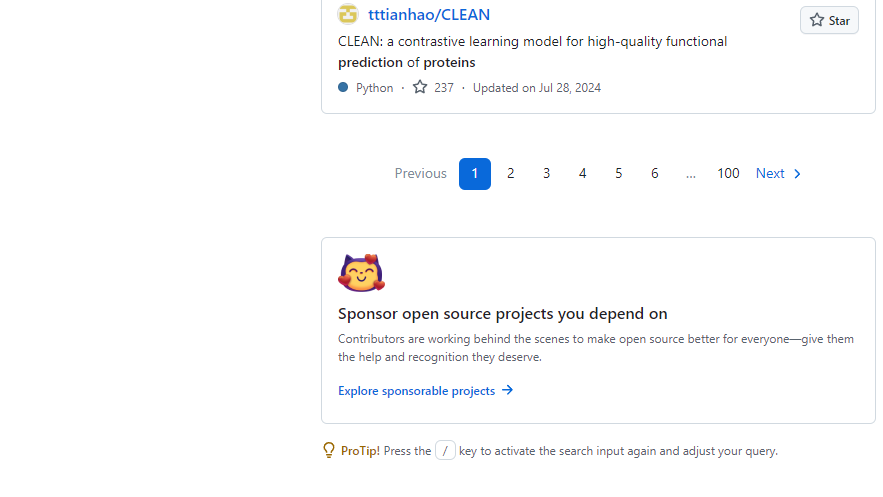 tttianhao/CLEAN
Star
CLEAN: a contrastive learning model for high-quality functional
prediction of proteins
Python · 237 · Updated on Jul 28, 2024
Previous 1 2 3 4 5 6 … 100 Next
Sponsor open source projects you depend on
Contributors are working behind the scenes to make open source better for everyone—give them
the help and recognition they deserve.
Explore sponsorable projects
ProTip! Press the / key to activate the search input again and adjust your query.